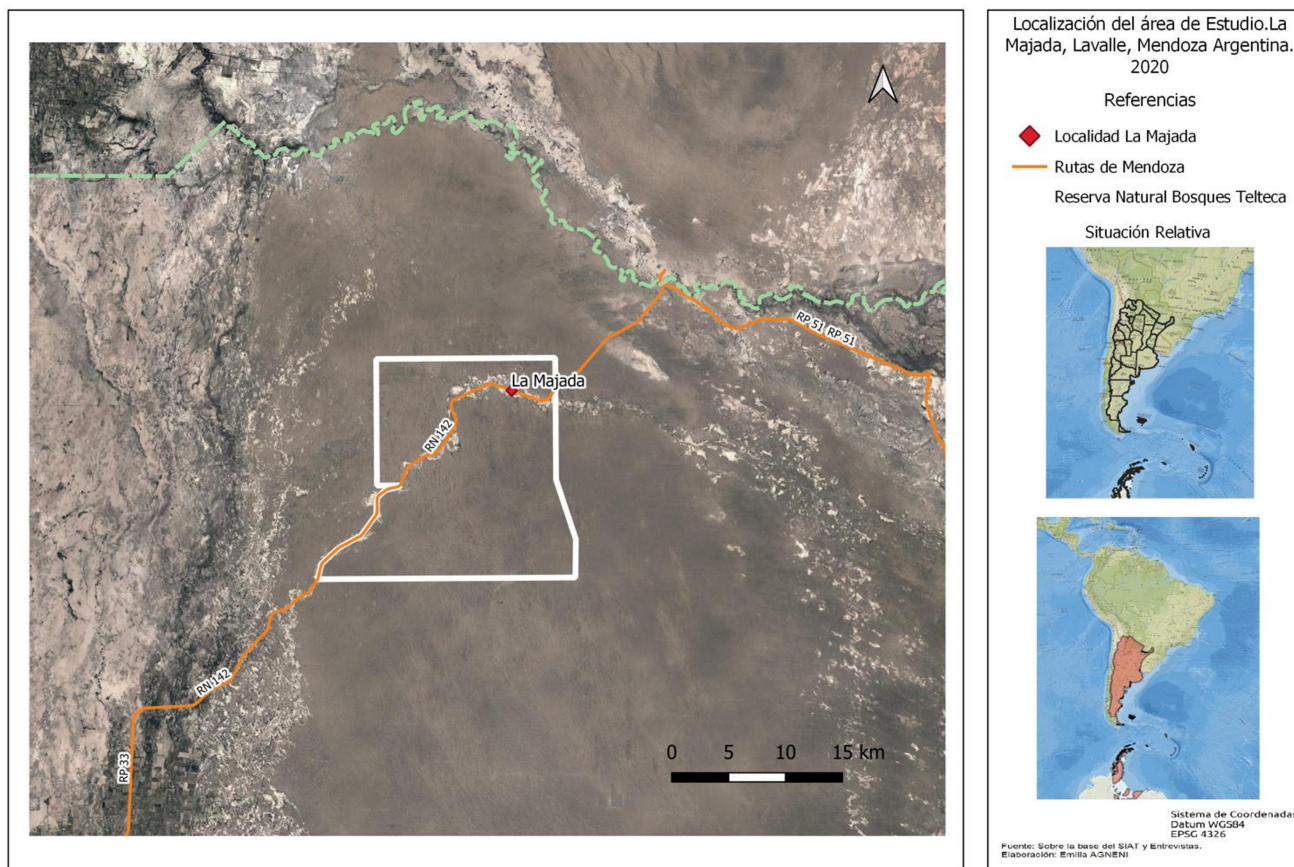 La Majada
RN 142
RN 142
RP 33
RP 51 RP 51
0 5 10 15 km
Localización del área de Estudio.La
Majada, Lavalle, Mendoza Argentina.
2020
Referencias
Localidad La Majada
Rutas de Mendoza
Reserva Natural Bosques Telteca
Situación Relativa
Sistema de Coordenadas
Datum WGS84
EPSG 4326
Fuente: Sobre la base del SIAT y Entrevistas.
Elaboración: Emilia AGNENI